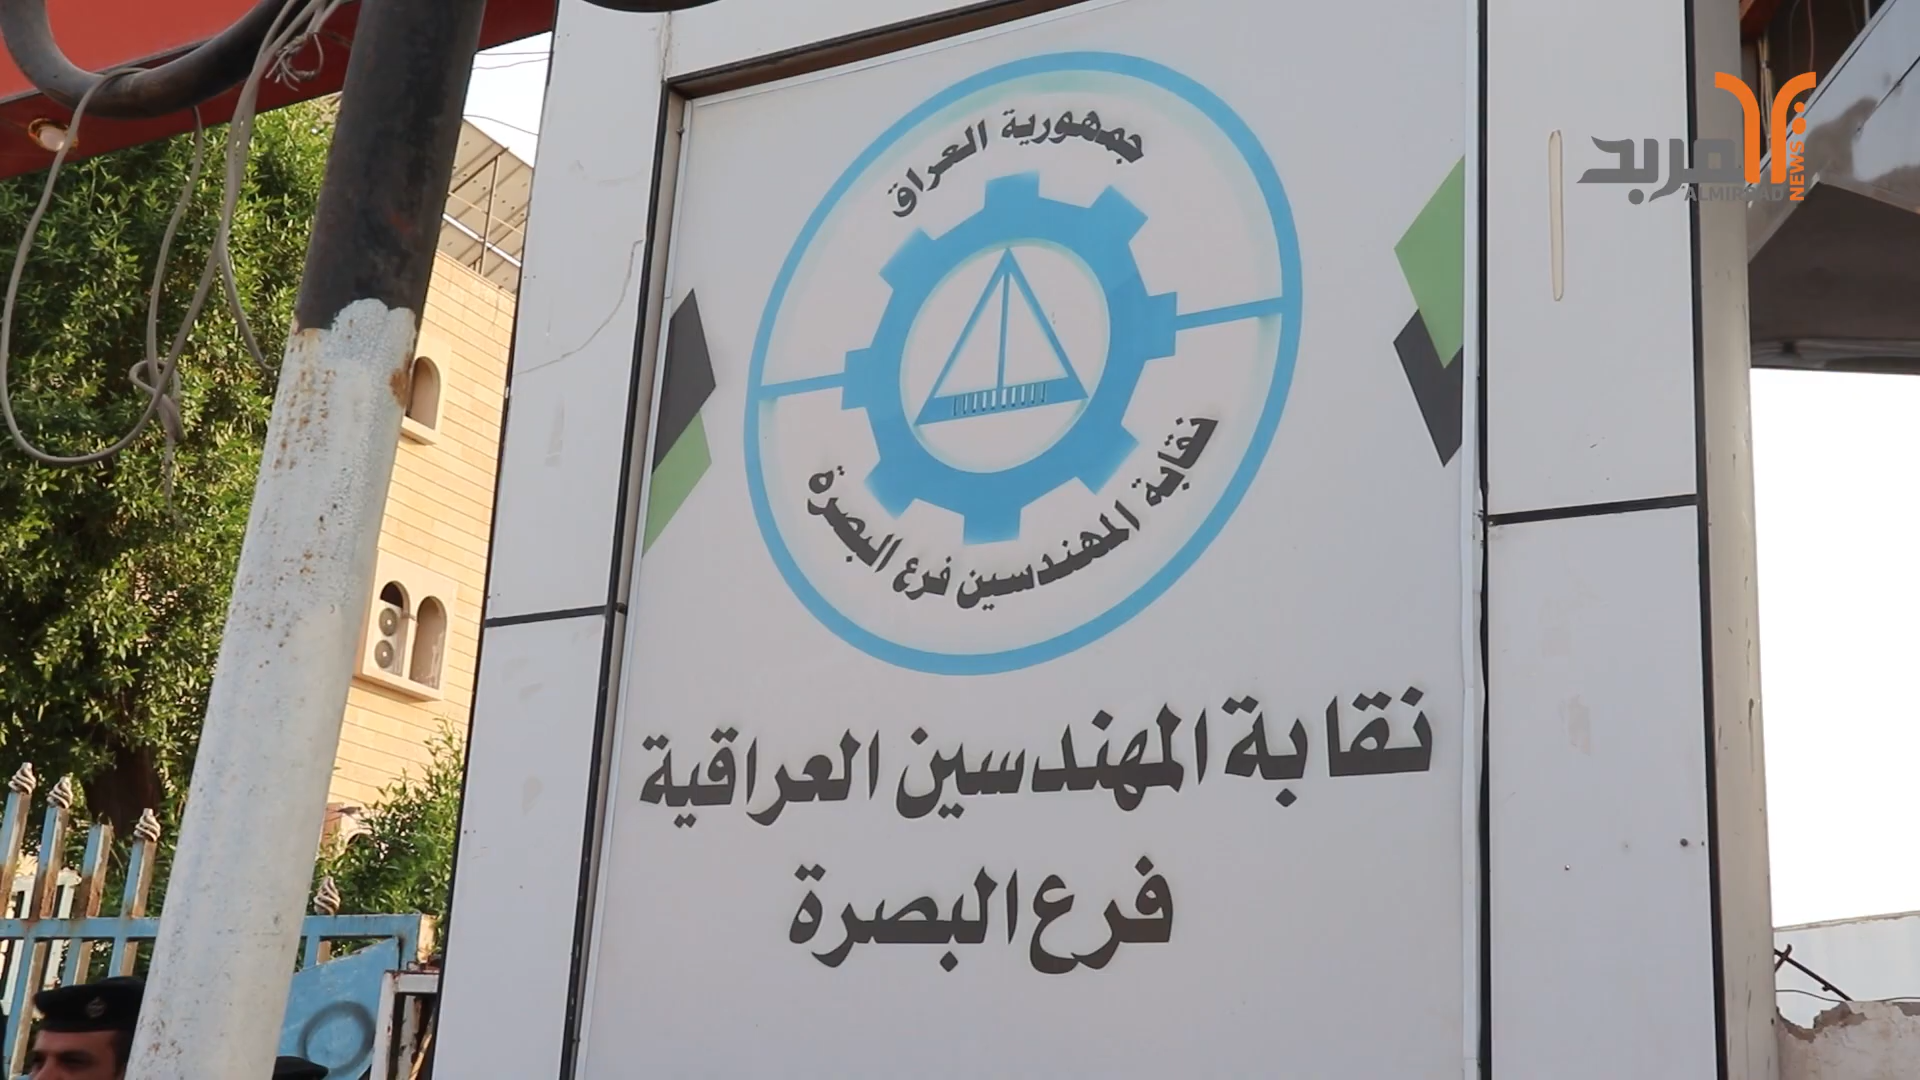 جمهورية العراق
نقابة المهندسين فرع البصرة
نقابة المهندسين العراقية
فرع البصرة
المربد
ALMIRBAD
NEWS